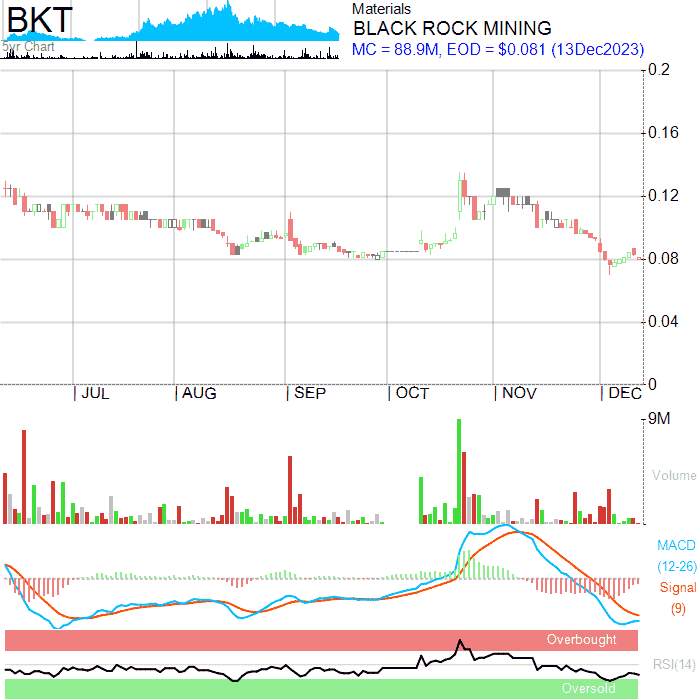 BKT
5yr Chart
Materials
BLACK ROCK MINING
MC = 88.9M, EOD = $0.081 (13Dec2023)
0.2
0.16
0.12
0.08
0.04
0
JUL AUG SEP OCT NOV DEC
9M
Volume
MACD
(12-26)
Signal
(9)
Overbought
RSI(14)
Oversold